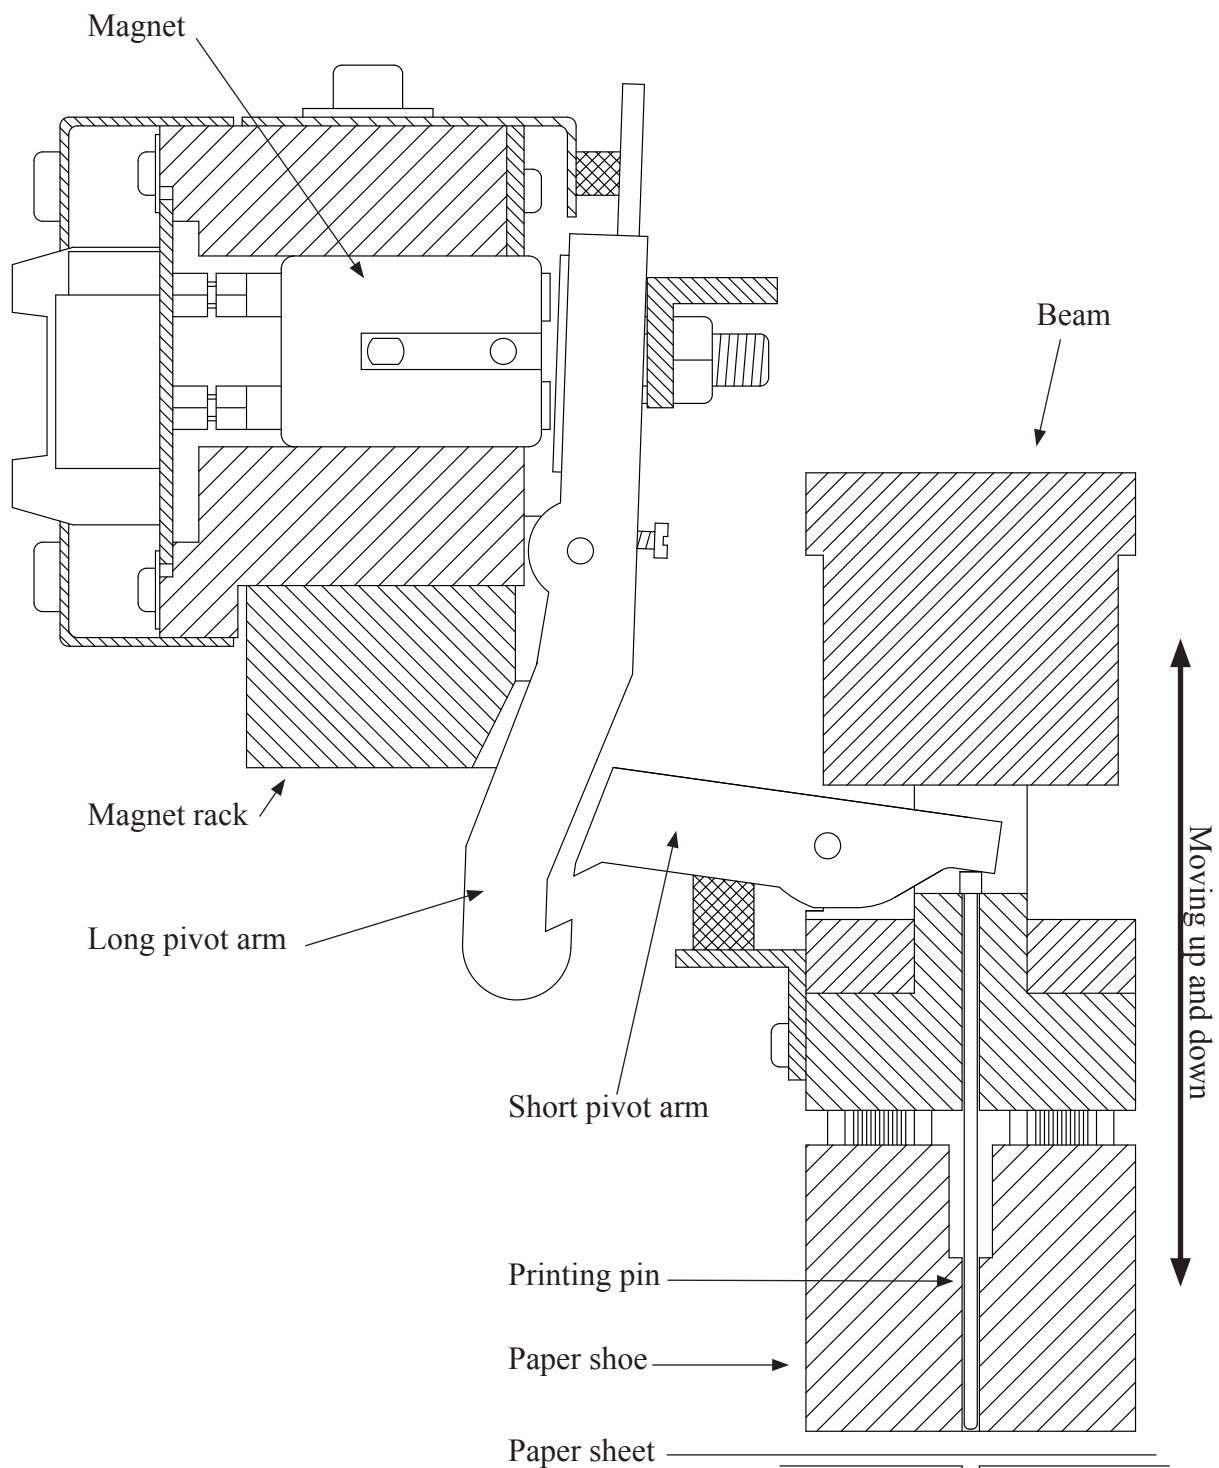 Magnet
Beam
Magnet rack
Long pivot arm
Moving up and down
Short pivot arm
Printing pin
Paper shoe
Paper sheet